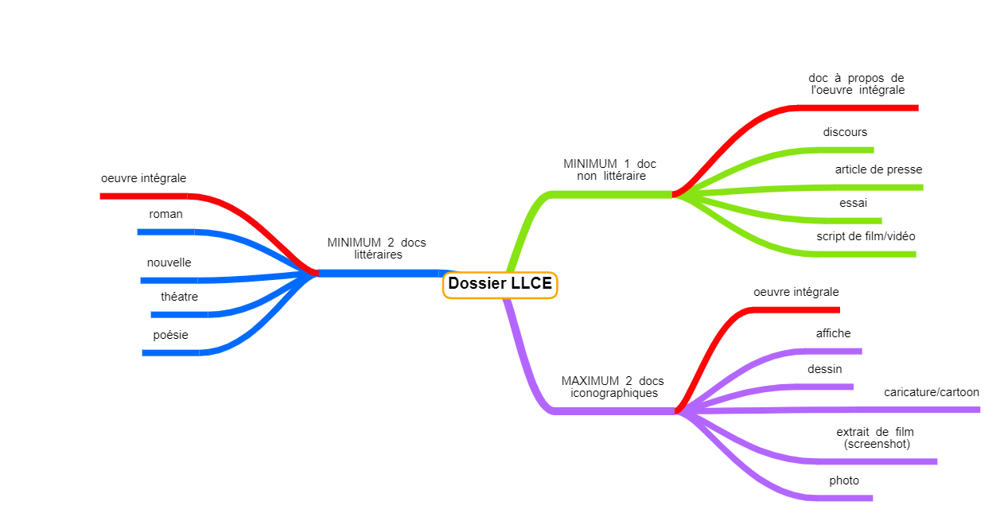 Dossier LLCE
MINIMUM 2 docs
littéraires
oeuvre intégrale
roman
nouvelle
théatre
poésie
MINIMUM 1 doc
non littéraire
doc à propos de
l'oeuvre intégrale
discours
article de presse
essai
script de film/vidéo
MAXIMUM 2 docs
iconographiques
oeuvre intégrale
affiche
dessin
caricature/cartoon
extrait de film
(screenshot)
photo